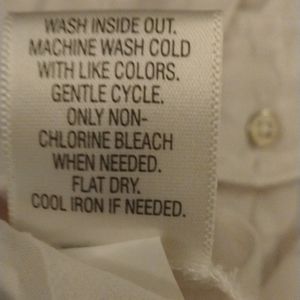 WASH INSIDE OUT.
MACHINE WASH COLD
WITH LIKE COLORS.
GENTLE CYCLE.
ONLY NON-
CHLORINE BLEACH
WHEN NEEDED.
FLAT DRY.
COOL IRON IF NEEDED.